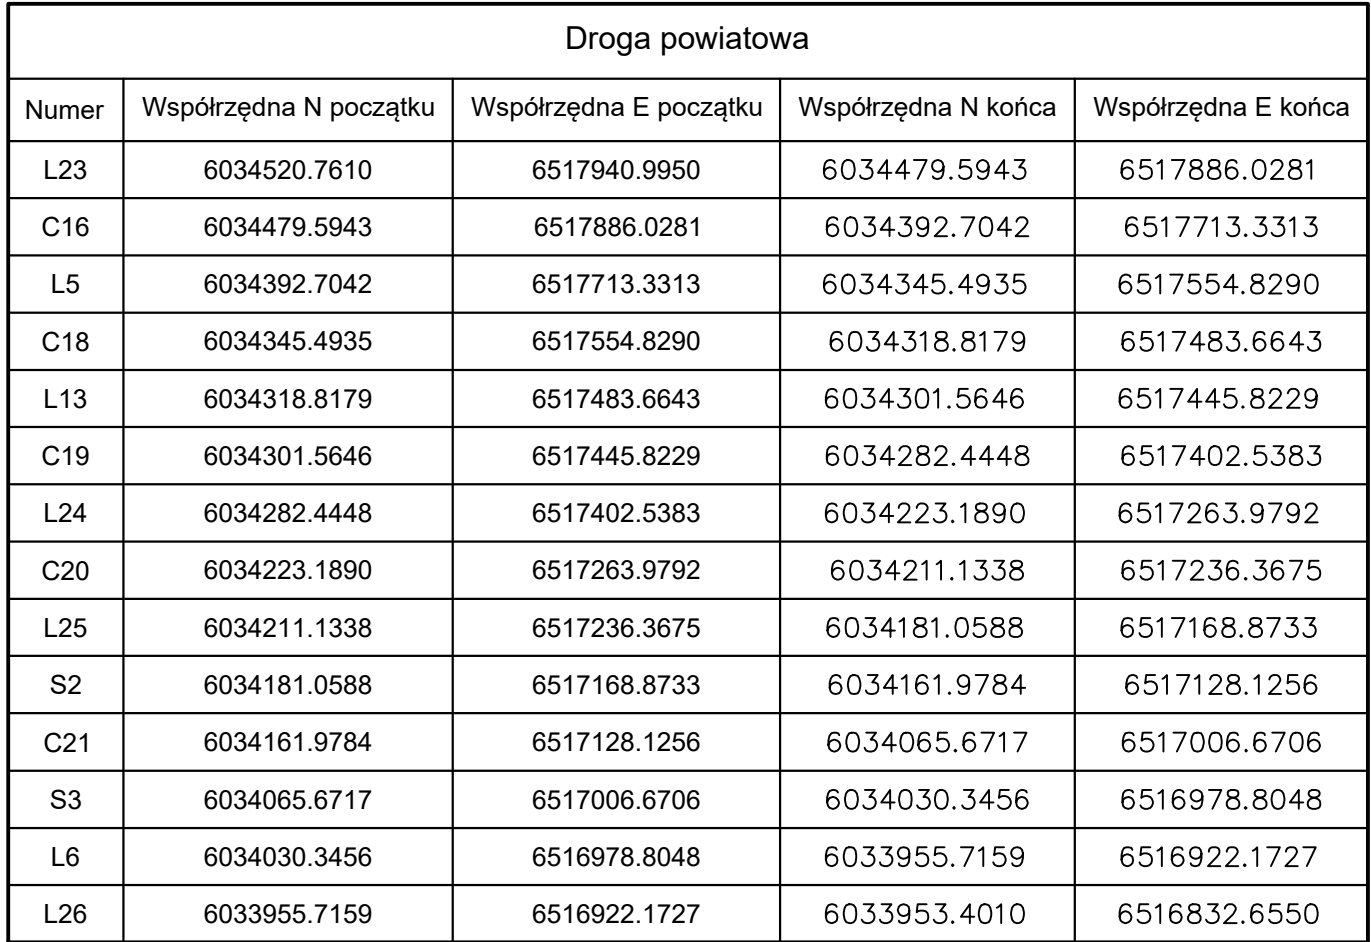 Droga powiatowa
Numer Współrzędna N początku Współrzędna E początku Współrzędna N końca Współrzędna E końca
L23 6034520.7610 6517940.9950 6034479.5943 6517886.0281
C16 6034479.5943 6517886.0281 6034392.7042 6517713.3313
L5 6034392.7042 6517713.3313 6034345.4935 6517554.8290
C18 6034345.4935 6517554.8290 6034318.8179 6517483.6643
L13 6034318.8179 6517483.6643 6034301.5646 6517445.8229
C19 6034301.5646 6517445.8229 6034282.4448 6517402.5383
L24 6034282.4448 6517402.5383 6034223.1890 6517263.9792
C20 6034223.1890 6517263.9792 6034211.1338 6517236.3675
L25 6034211.1338 6517236.3675 6034181.0588 6517168.8733
S2 6034181.0588 6517168.8733 6034161.9784 6517128.1256
C21 6034161.9784 6517128.1256 6034065.6717 6517006.6706
S3 6034065.6717 6517006.6706 6034030.3456 6516978.8048
L6 6034030.3456 6516978.8048 6033955.7159 6516922.1727
L26 6033955.7159 6516922.1727 6033953.4010 6516832.6550